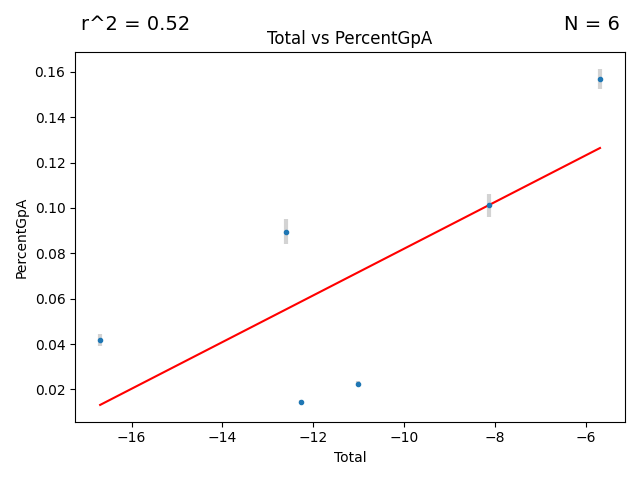 r^2 = 0.52
N = 6
Total vs PercentGpA
0.16
0.14
0.12
0.10
0.08
0.06
0.04
0.02
PercentGpA
−16
−14
−12
−10
−8
−6
Total